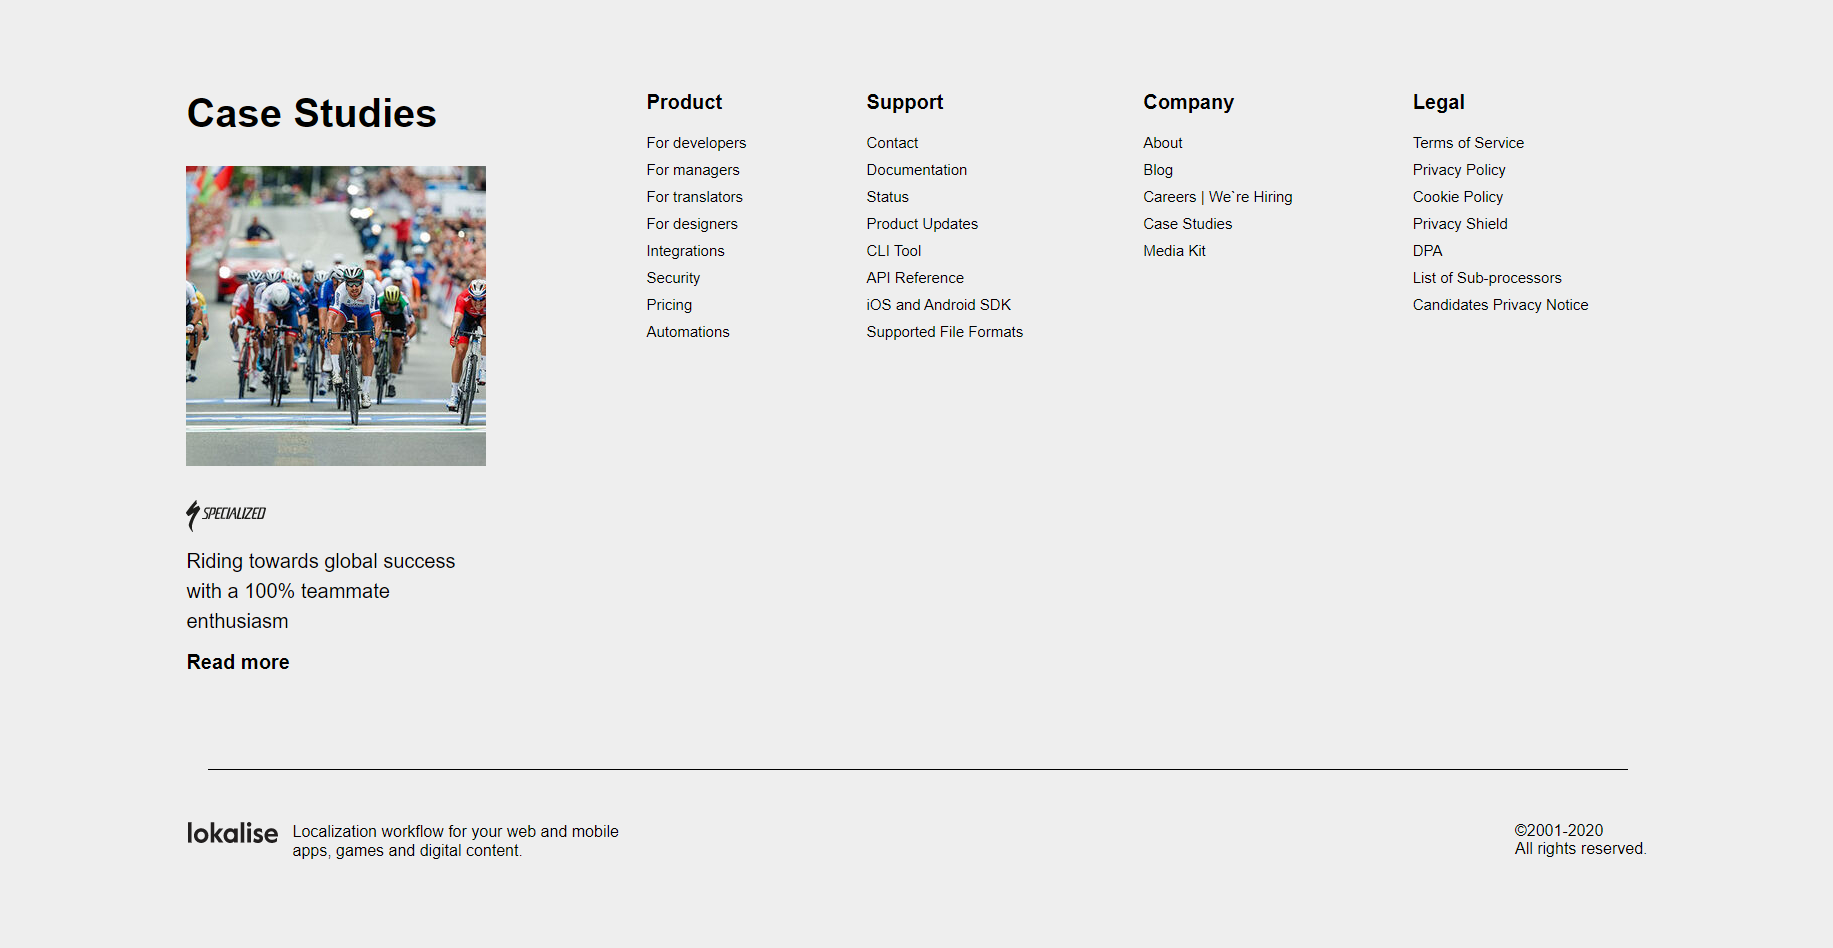 Case Studies
SPECIALIZED
Riding towards global success
with a 100% teammate
enthusiasm
Read more
Product
For developers
For managers
For translators
For designers
Integrations
Security
Pricing
Automations
Support
Contact
Documentation
Status
Product Updates
CLI Tool
API Reference
iOS and Android SDK
Supported File Formats
Company
About
Blog
Careers | We`re Hiring
Case Studies
Media Kit
Legal
Terms of Service
Privacy Policy
Cookie Policy
Privacy Shield
DPA
List of Sub-processors
Candidates Privacy Notice
lokalise
Localization workflow for your web and mobile
apps, games and digital content.
©2001-2020
All rights reserved.